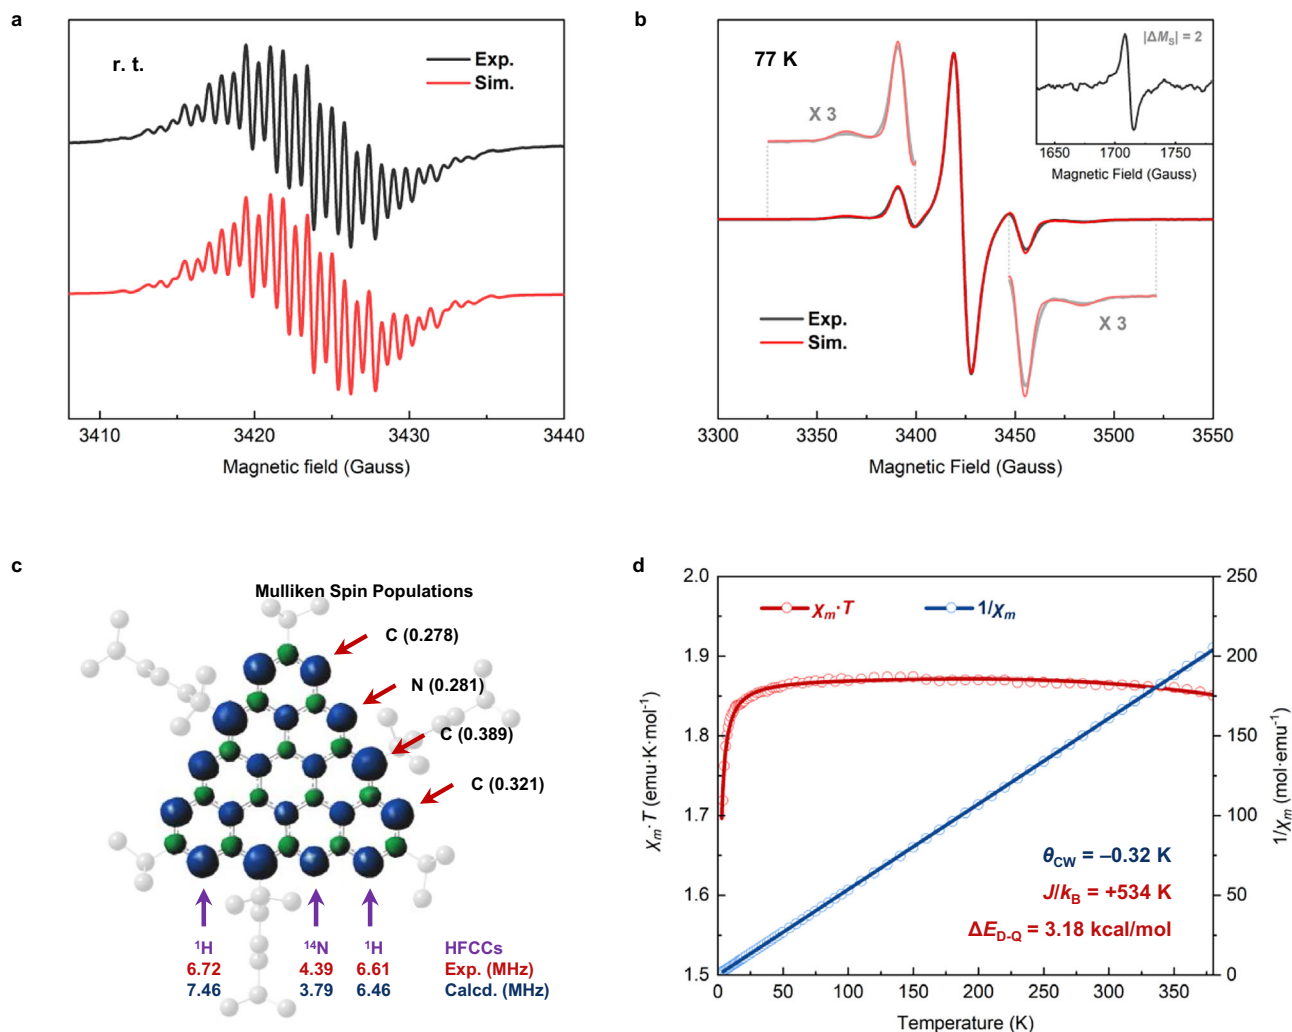 a
r. t.
Exp.
Sim.
3410
3420
3430
3440
Magnetic field (Gauss)
b
77 K
X 3
|ΔMS| = 2
1650
1700
1750
Magnetic Field (Gauss)
Exp.
Sim.
X 3
3300
3350
3400
3450
3500
3550
Magnetic Field (Gauss)
c
Mulliken Spin Populations
C (0.278)
N (0.281)
C (0.389)
C (0.321)
1H 14N 1H HFCCs
6.72 4.39 6.61 Exp. (MHz)
7.46 3.79 6.46 Calcd. (MHz)
d
χm·T
1/χm
2.0
1.9
1.8
1.7
1.6
1.5
χm·T (emu·K·mol-1)
250
200
150
100
50
0
1/χm (mol·emu-1)
θCW = –0.32 K
J/kB = +534 K
ΔED-Q = 3.18 kcal/mol
0
50
100
150
200
250
300
350
Temperature (K)